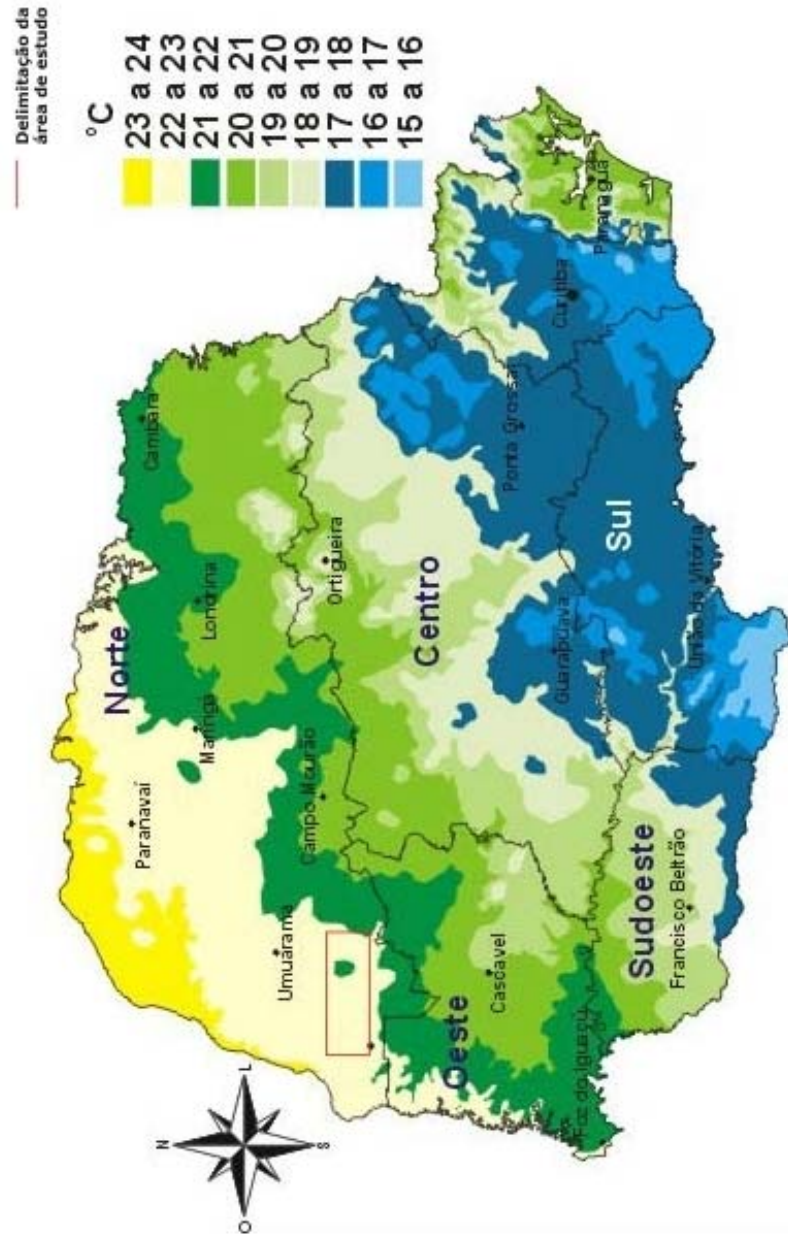 Delimitação da
área de estudo
°C
23 a 24
22 a 23
21 a 22
20 a 21
19 a 20
18 a 19
17 a 18
16 a 17
15 a 16
N
O
L
S
Norte
Paranavaí
Maringá
Londrina
Cambara
Umuarama
Campo Mourão
Ortigueira
Centro
Oeste
Cascavel
Foz do Iguaçu
Guarapuava
Ponta Grossa
Curitiba
Paranaguá
Sul
União da Vitória
Sudoeste
Francisco Beltrão